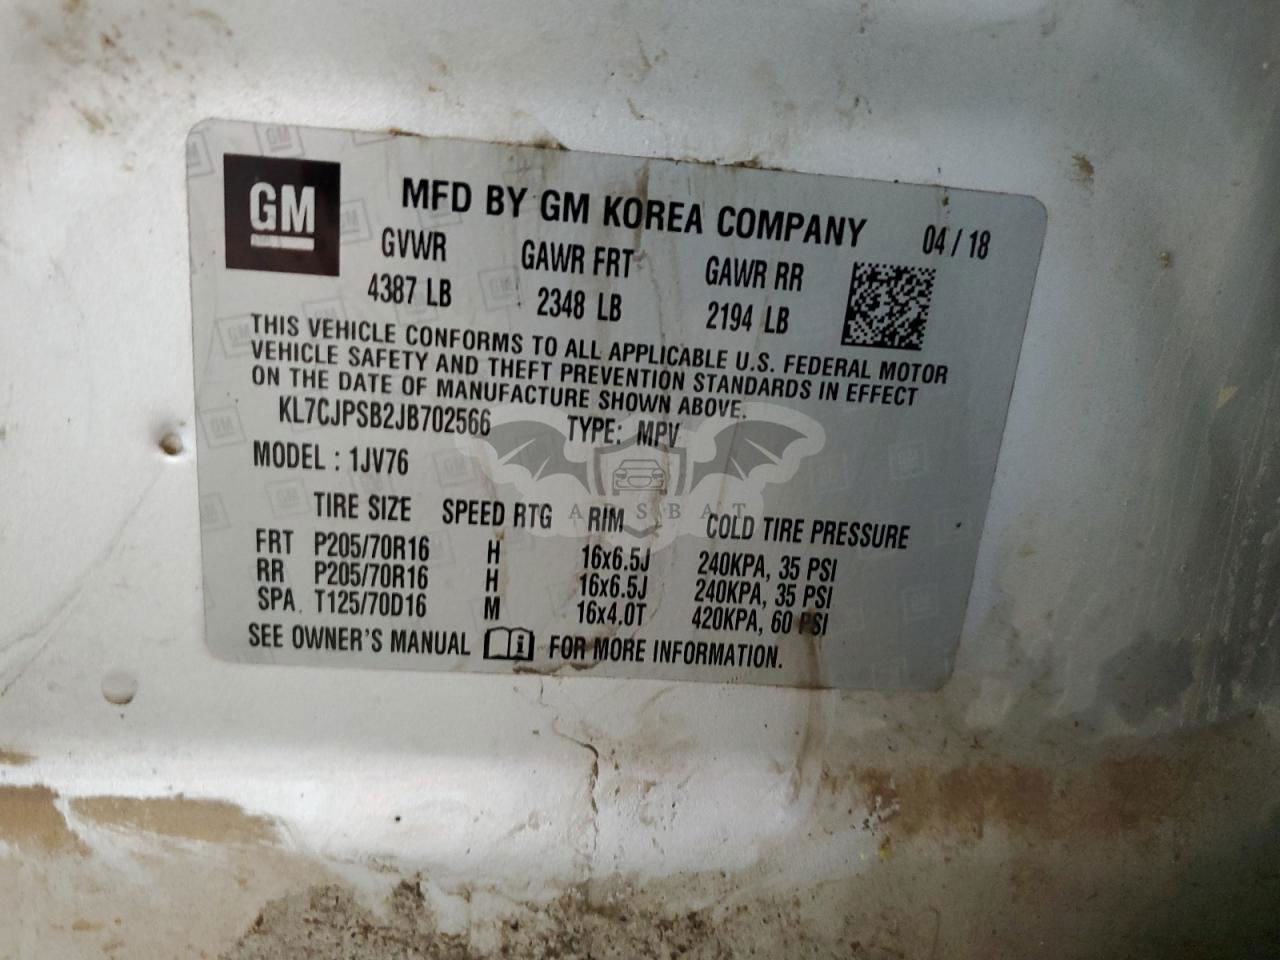 GM
MFD BY GM KOREA COMPANY 04 / 18
GVWR GAWR FRT GAWR RR
4387 LB 2348 LB 2194 LB
THIS VEHICLE CONFORMS TO ALL APPLICABLE U.S. FEDERAL MOTOR
VEHICLE SAFETY AND THEFT PREVENTION STANDARDS IN EFFECT
ON THE DATE OF MANUFACTURE SHOWN ABOVE.
KL7CJPSB2JB702566 TYPE: MPV
MODEL : 1JV76
TIRE SIZE SPEED RTG RIM COLD TIRE PRESSURE
FRT P205/70R16 H 16x6.5J 240KPA, 35 PSI
RR P205/70R16 H 16x6.5J 240KPA, 35 PSI
SPA T125/70D16 M 16x4.0T 420KPA, 60 PSI
SEE OWNER'S MANUAL FOR MORE INFORMATION.